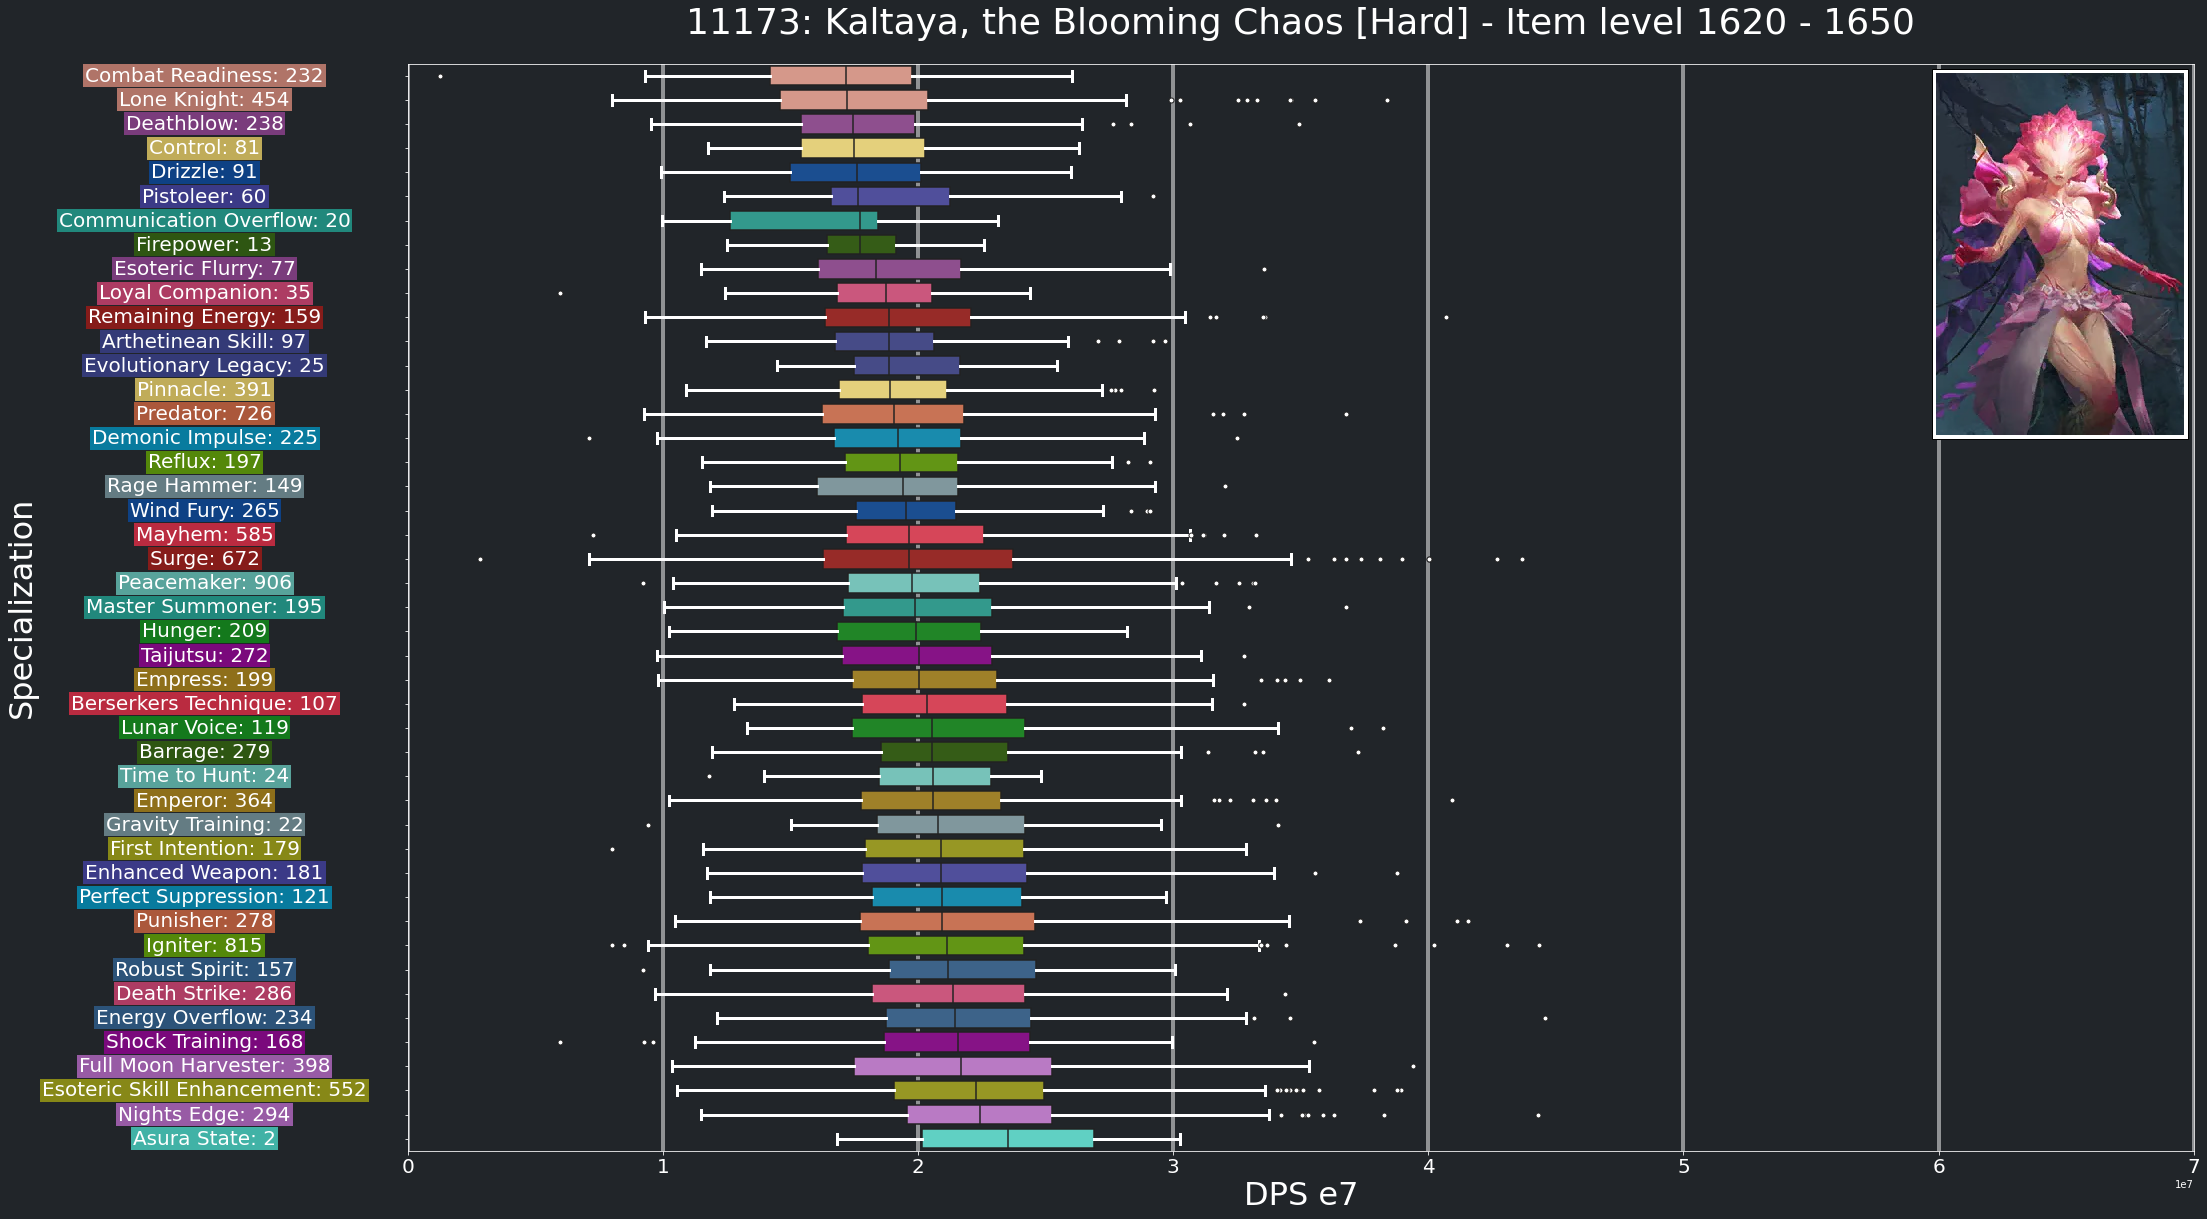 11173: Kaltaya, the Blooming Chaos [Hard] - Item level 1620 - 1650
Specialization
Combat Readiness: 232
Lone Knight: 454
Deathblow: 238
Control: 81
Drizzle: 91
Pistoleer: 60
Communication Overflow: 20
Firepower: 13
Esoteric Flurry: 77
Loyal Companion: 35
Remaining Energy: 159
Arthetinean Skill: 97
Evolutionary Legacy: 25
Pinnacle: 391
Predator: 726
Demonic Impulse: 225
Reflux: 197
Rage Hammer: 149
Wind Fury: 265
Mayhem: 585
Surge: 672
Peacemaker: 906
Master Summoner: 195
Hunger: 209
Taijutsu: 272
Empress: 199
Berserkers Technique: 107
Lunar Voice: 119
Barrage: 279
Time to Hunt: 24
Emperor: 364
Gravity Training: 22
First Intention: 179
Enhanced Weapon: 181
Perfect Suppression: 121
Punisher: 278
Igniter: 815
Robust Spirit: 157
Death Strike: 286
Energy Overflow: 234
Shock Training: 168
Full Moon Harvester: 398
Esoteric Skill Enhancement: 552
Nights Edge: 294
Asura State: 2
0 1 2 3 4 5 6 7
1e7
DPS e7